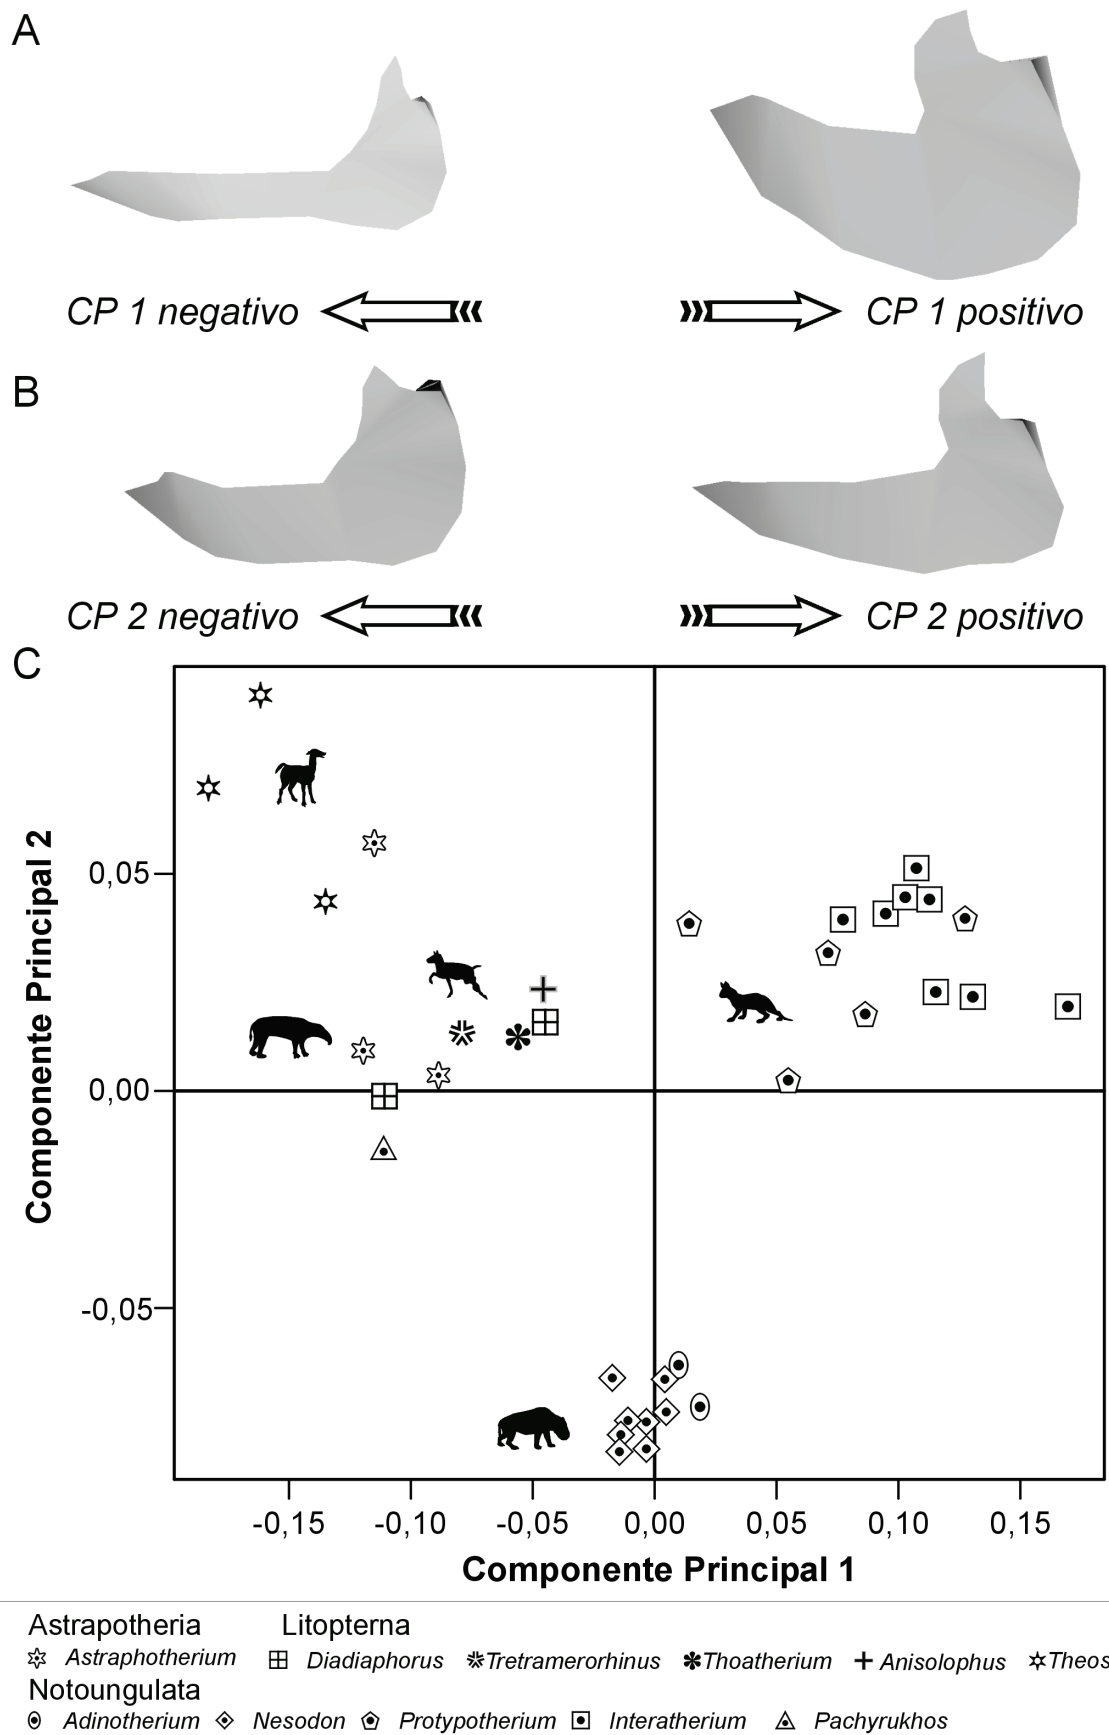 A
CP 1 negativo
CP 1 positivo
B
CP 2 negativo
CP 2 positivo
C
Componente Principal 2
0,05
0,00
-0,05
-0,15 -0,10 -0,05 0,00 0,05 0,10 0,15
Componente Principal 1
Astrapotheria Litopterna
Astraphotherium Diadiaphorus Tretramerorhinus Thoatherium Anisolophus Theos
Notoungulata
Adinotherium Nesodon Protypotherium Interatherium Pachyrukhos